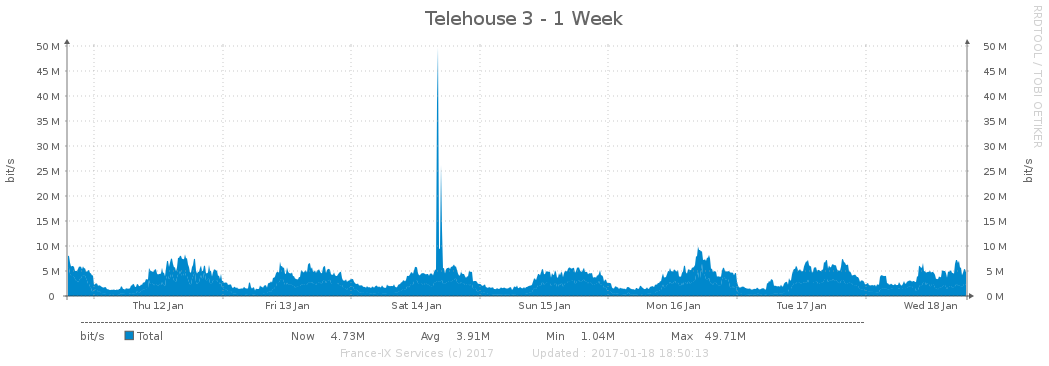 Telehouse 3 - 1 Week
RRDTOOL / TOBI OETIKER
bit/s
bit/s
50 M 50 M
45 M 45 M
40 M 40 M
35 M 35 M
30 M 30 M
25 M 25 M
20 M 20 M
15 M 15 M
10 M 10 M
5 M 5 M
0 0 M
Thu 12 Jan Fri 13 Jan Sat 14 Jan Sun 15 Jan Mon 16 Jan Tue 17 Jan Wed 18 Jan
bit/s Total Now 4.73M Avg 3.91M Min 1.04M Max 49.71M
France-IX Services (c) 2017 Updated : 2017-01-18 18:50:13